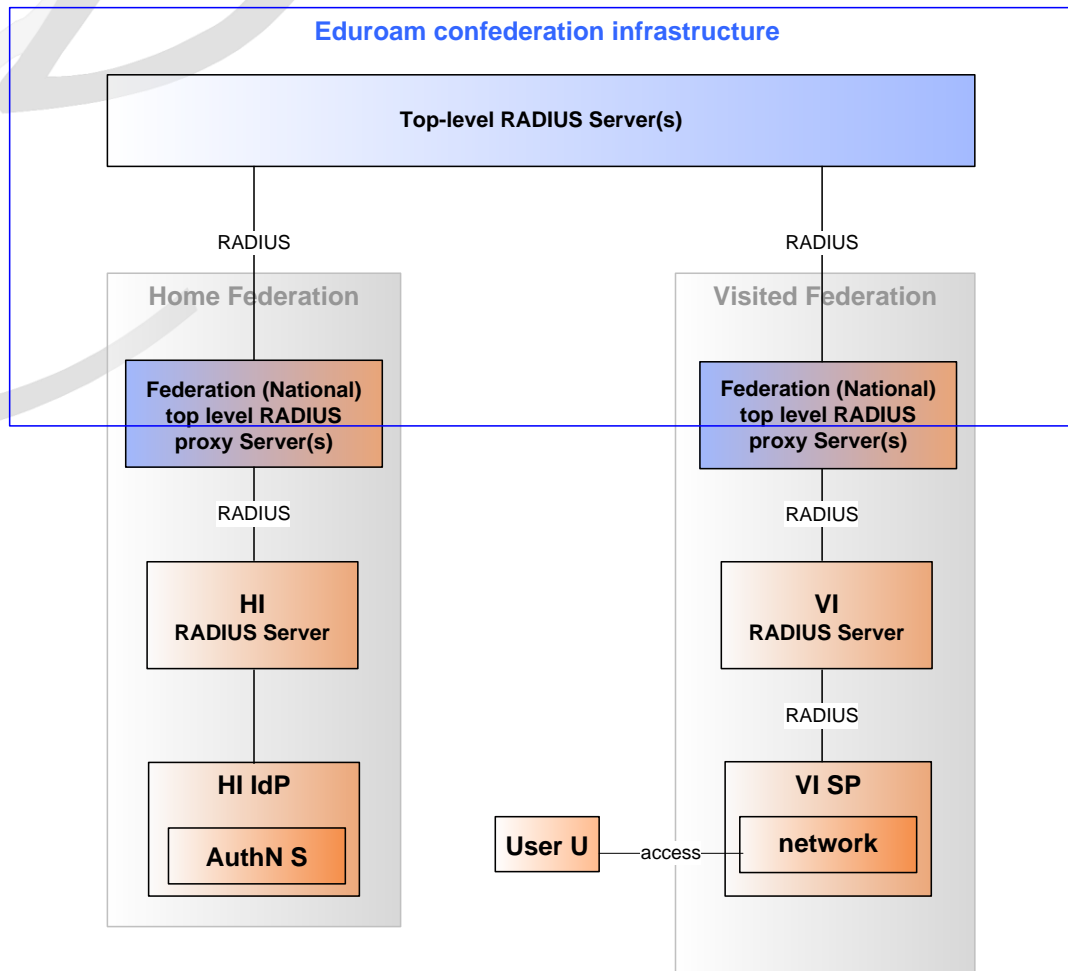 Eduroam confederation infrastructure
Top-level RADIUS Server(s)
RADIUS
RADIUS
Home Federation
Visited Federation
Federation (National)
top level RADIUS
proxy Server(s)
Federation (National)
top level RADIUS
proxy Server(s)
RADIUS
RADIUS
HI
RADIUS Server
VI
RADIUS Server
RADIUS
HI IdP
AuthN S
User U
access
VI SP
network